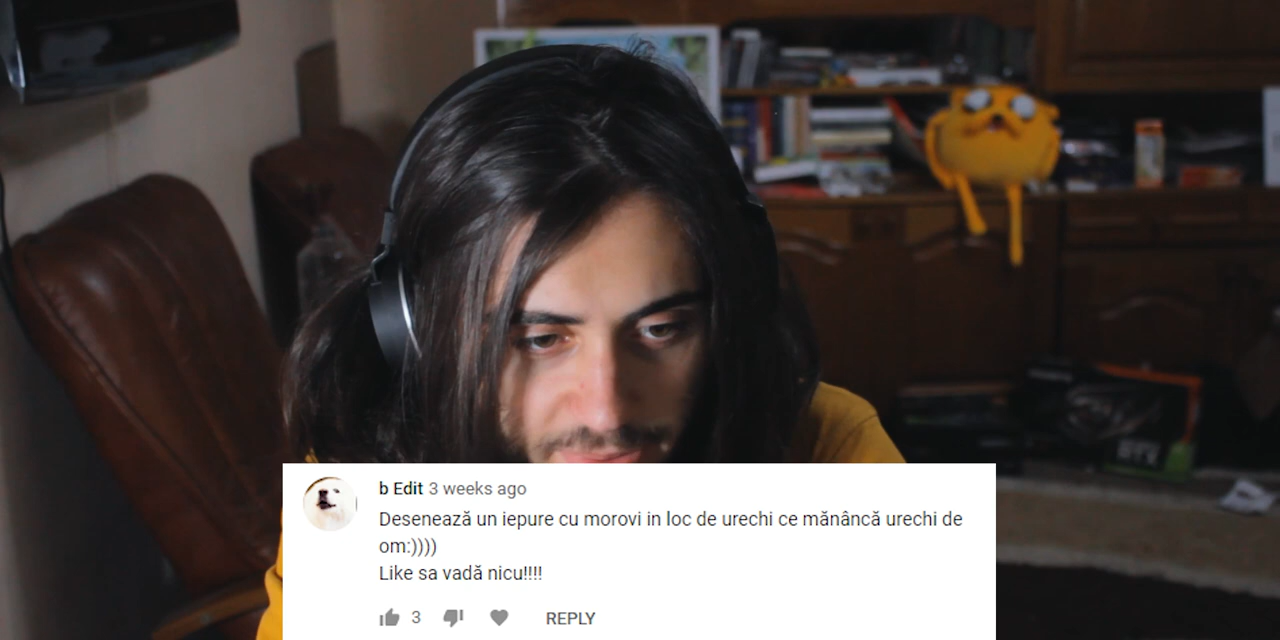 b Edit 3 weeks ago
Desenează un iepure cu morovi in loc de urechi ce mănâncă urechi de
om:))))
Like sa vadă nicu!!!!
3 REPLY
RTX